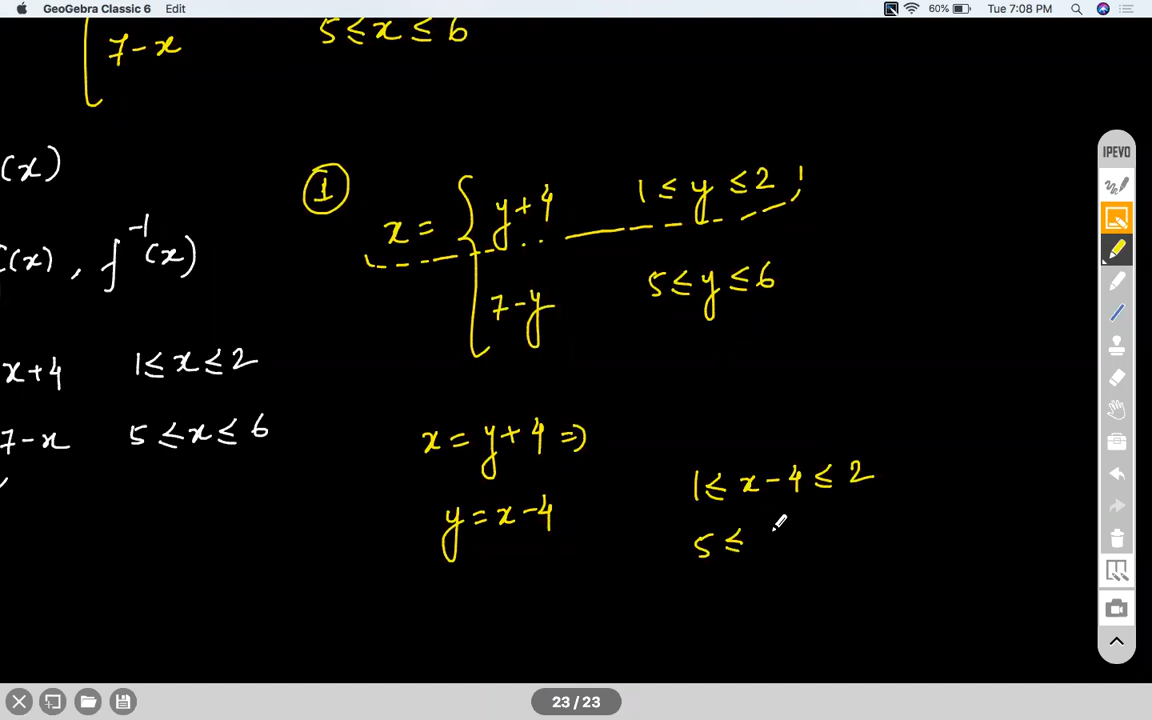 GeoGebra Classic 6 Edit 60% Tue 7:08 PM
7-x 5≤x≤6
(x)
① x= { y+4 1≤y≤2
7-y 5≤y≤6
(x), f⁻¹(x)
x+4 1≤x≤2
7-x 5≤x≤6
x=y+4 ⇒
y=x-4
1≤x-4≤2
5≤
IPEVO
23 / 23